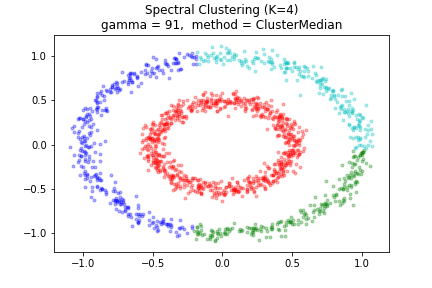 Spectral Clustering (K=4)
gamma = 91, method = ClusterMedian
1.0
0.5
0.0
−0.5
−1.0
−1.0 −0.5 0.0 0.5 1.0